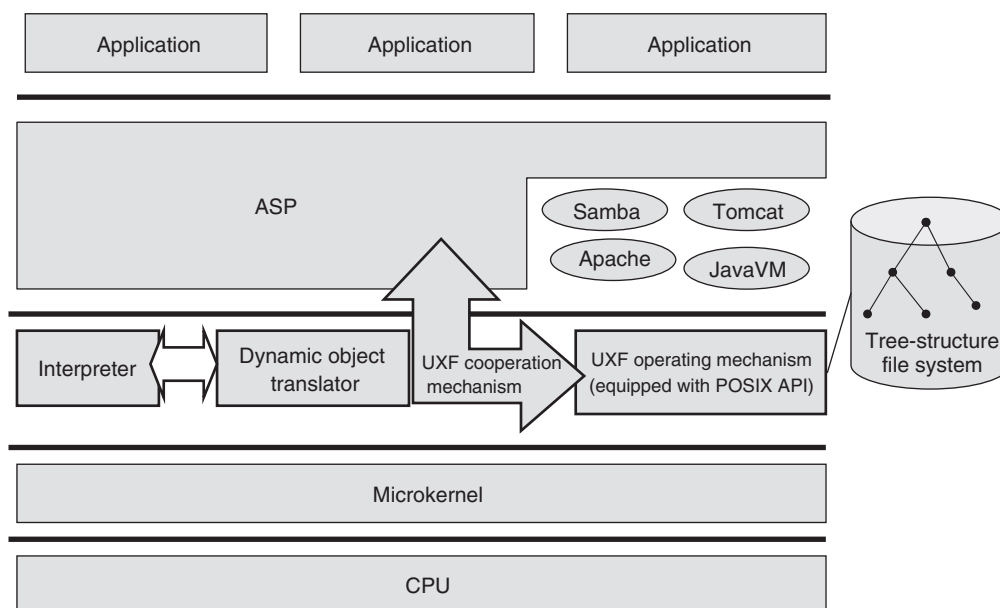 Application
Application
Application
ASP
Samba
Tomcat
Apache
JavaVM
Interpreter
Dynamic object
translator
UXF cooperation
mechanism
UXF operating mechanism
(equipped with POSIX API)
Tree-structure
file system
Microkernel
CPU